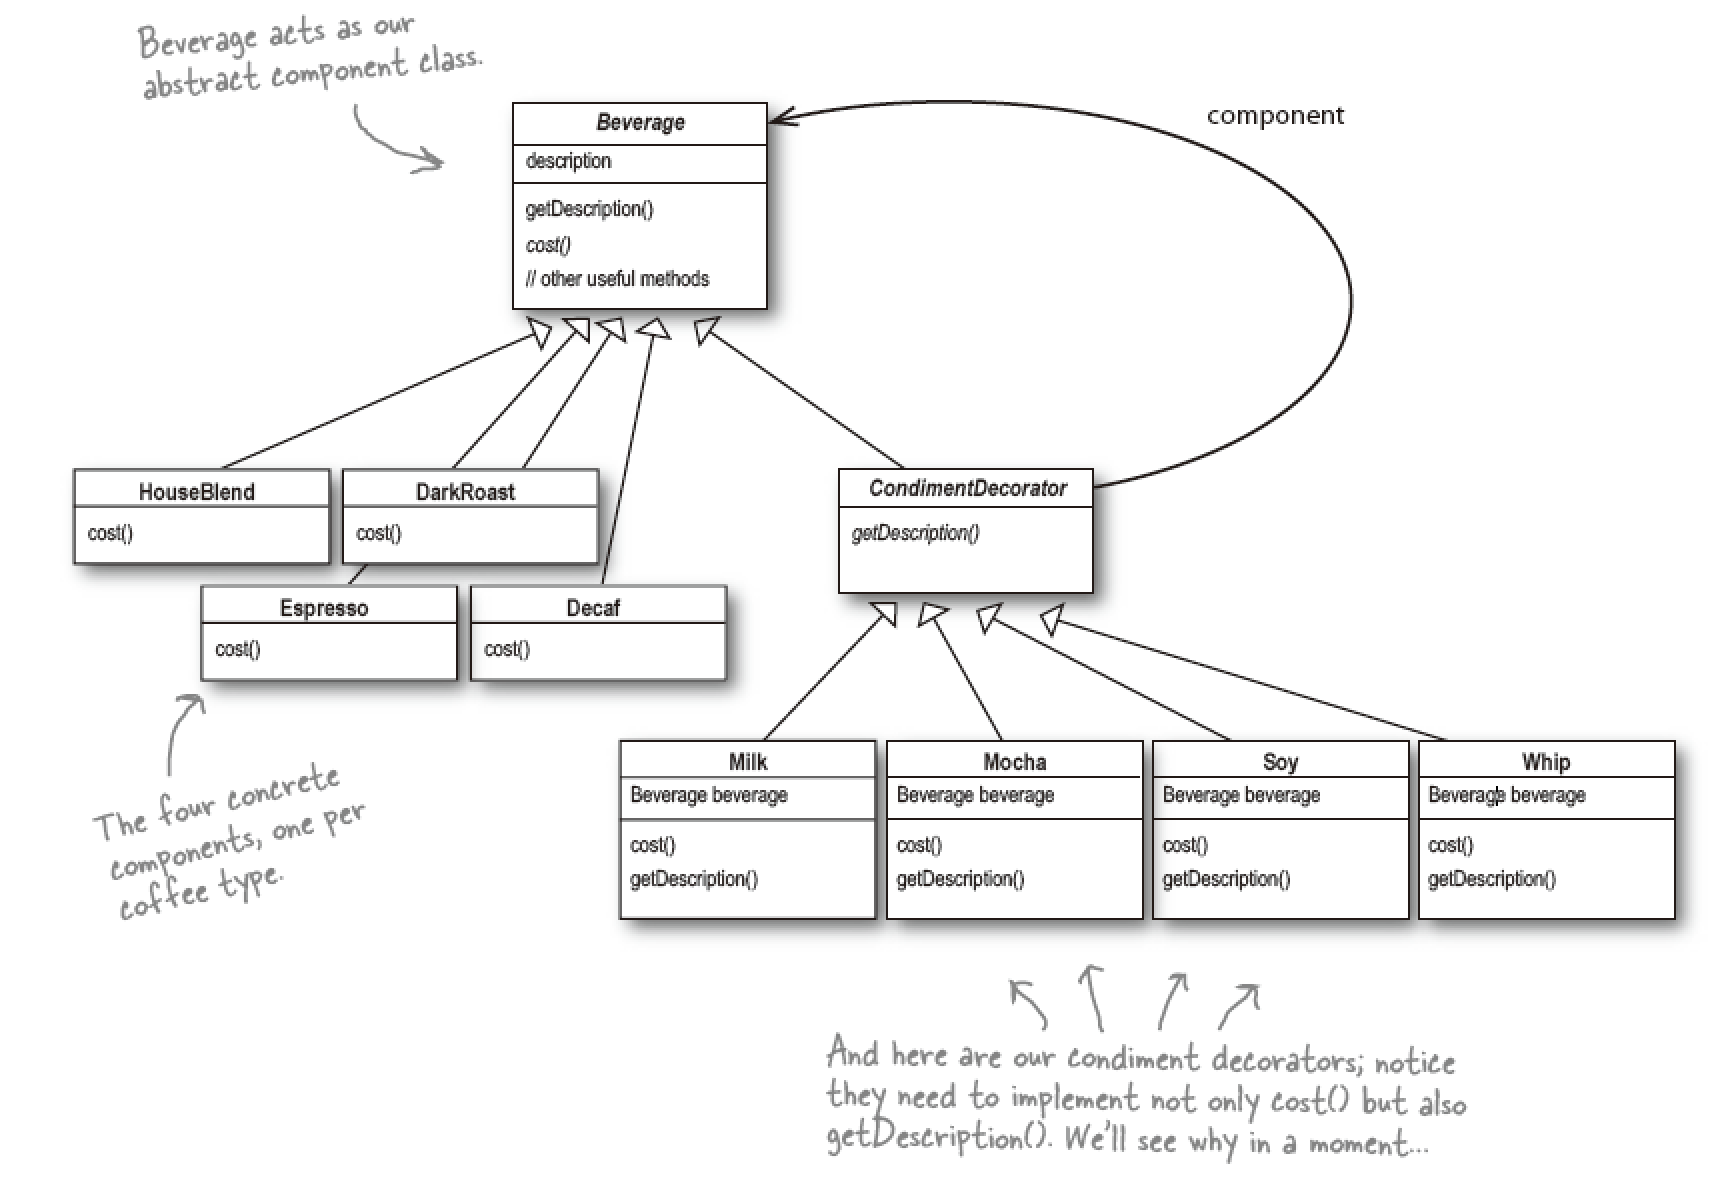 Beverage acts as our
abstract component class.
component
Beverage
description
getDescription()
cost()
// other useful methods
HouseBlend
cost()
DarkRoast
cost()
CondimentDecorator
getDescription()
Espresso
cost()
Decaf
cost()
The four concrete
components, one per
coffee type.
Milk
Beverage beverage
cost()
getDescription()
Mocha
Beverage beverage
cost()
getDescription()
Soy
Beverage beverage
cost()
getDescription()
Whip
Beverage beverage
cost()
getDescription()
And here are our condiment decorators; notice
they need to implement not only cost() but also
getDescription(). We'll see why in a moment...